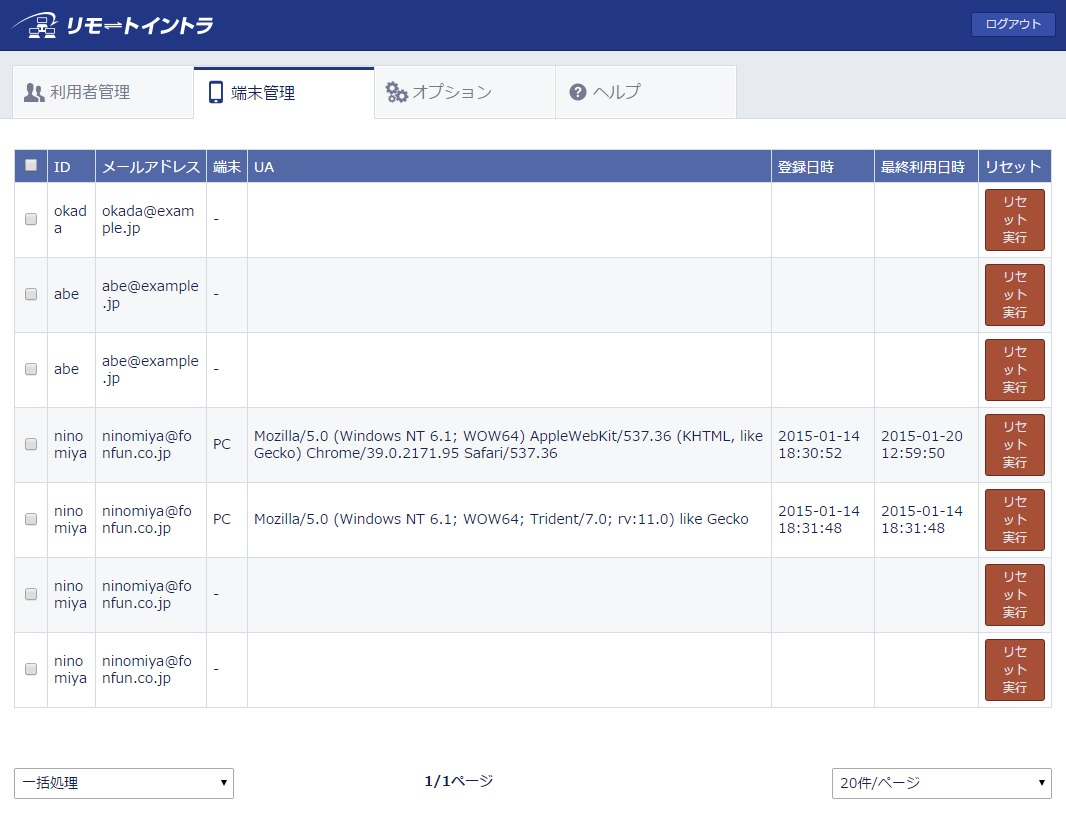 リモートイントラ
ログアウト
利用者管理
端末管理
オプション
ヘルプ
ID メールアドレス 端末 UA 登録日時 最終利用日時 リセット
okad
a
okada@exam
ple.jp
-
リセ
ット
実行
abe
abe@example
.jp
-
リセ
ット
実行
abe
abe@example
.jp
-
リセ
ット
実行
nino
miya
ninomiya@fo
nfun.co.jp
PC
Mozilla/5.0 (Windows NT 6.1; WOW64) AppleWebKit/537.36 (KHTML, like
Gecko) Chrome/39.0.2171.95 Safari/537.36
2015-01-14
18:30:52
2015-01-20
12:59:50
リセ
ット
実行
nino
miya
ninomiya@fo
nfun.co.jp
PC
Mozilla/5.0 (Windows NT 6.1; WOW64; Trident/7.0; rv:11.0) like Gecko
2015-01-14
18:31:48
2015-01-14
18:31:48
リセ
ット
実行
nino
miya
ninomiya@fo
nfun.co.jp
-
リセ
ット
実行
nino
miya
ninomiya@fo
nfun.co.jp
-
リセ
ット
実行
一括処理
1/1ページ
20件/ページ